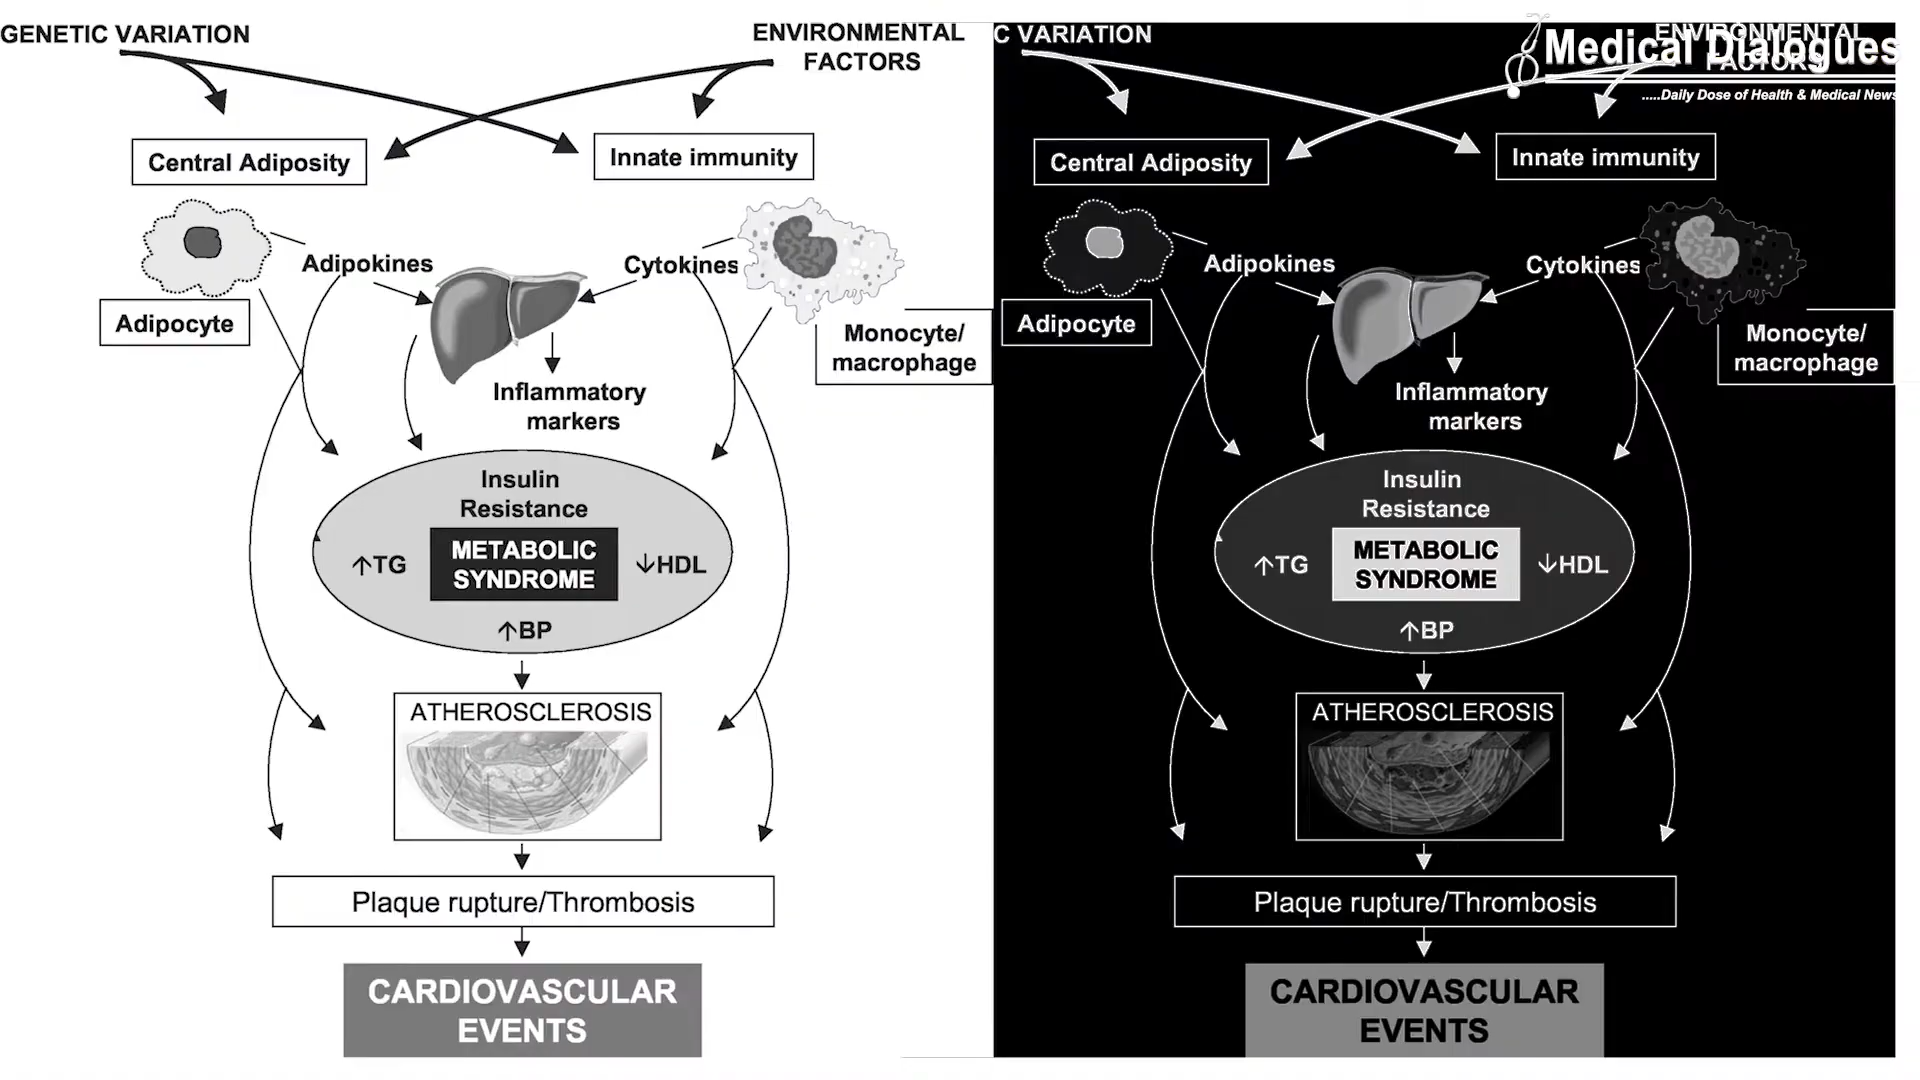 GENETIC VARIATION
ENVIRONMENTAL
FACTORS
Central Adiposity
Innate immunity
Adipokines
Cytokines
Adipocyte
Monocyte/
macrophage
Inflammatory
markers
Insulin
Resistance
↑TG
METABOLIC
SYNDROME
↓HDL
↑BP
ATHEROSCLEROSIS
Plaque rupture/Thrombosis
CARDIOVASCULAR
EVENTS
C VARIATION
ENVIRONMENTAL
FACTORS
Medical Dialogues
.....Daily Dose of Health & Medical News
Central Adiposity
Innate immunity
Adipokines
Cytokines
Adipocyte
Monocyte/
macrophage
Inflammatory
markers
Insulin
Resistance
↑TG
METABOLIC
SYNDROME
↓HDL
↑BP
ATHEROSCLEROSIS
Plaque rupture/Thrombosis
CARDIOVASCULAR
EVENTS